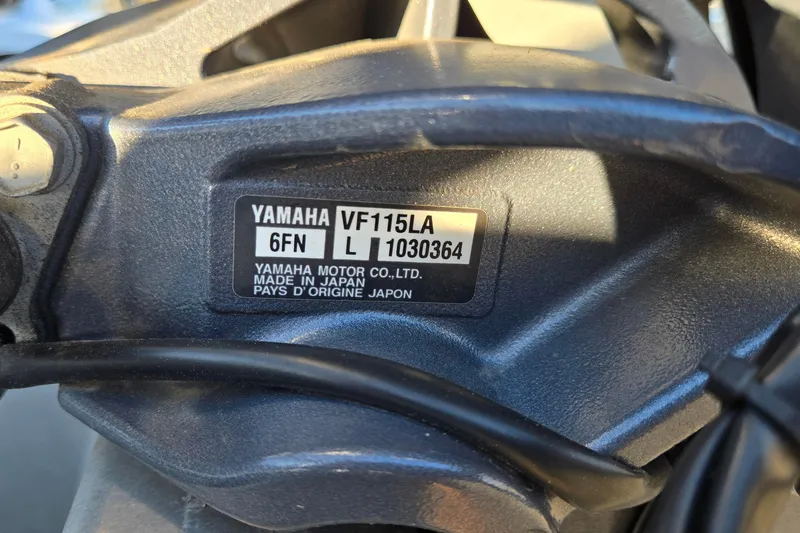 YAMAHA VF115LA
6FN L 1030364
YAMAHA MOTOR CO.,LTD.
MADE IN JAPAN
PAYS D'ORIGINE JAPON